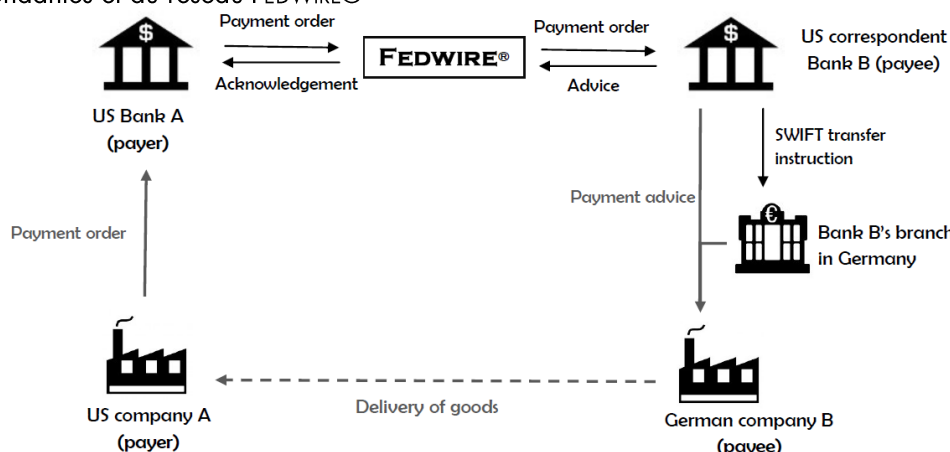 Payment order
FEDWIRE®
Payment order
US correspondent
Bank B (payee)
Acknowledgement
Advice
US Bank A
(payer)
SWIFT transfer
instruction
Payment advice
Payment order
Bank B's branch
in Germany
Delivery of goods
US company A
(payer)
German company B
(payee)